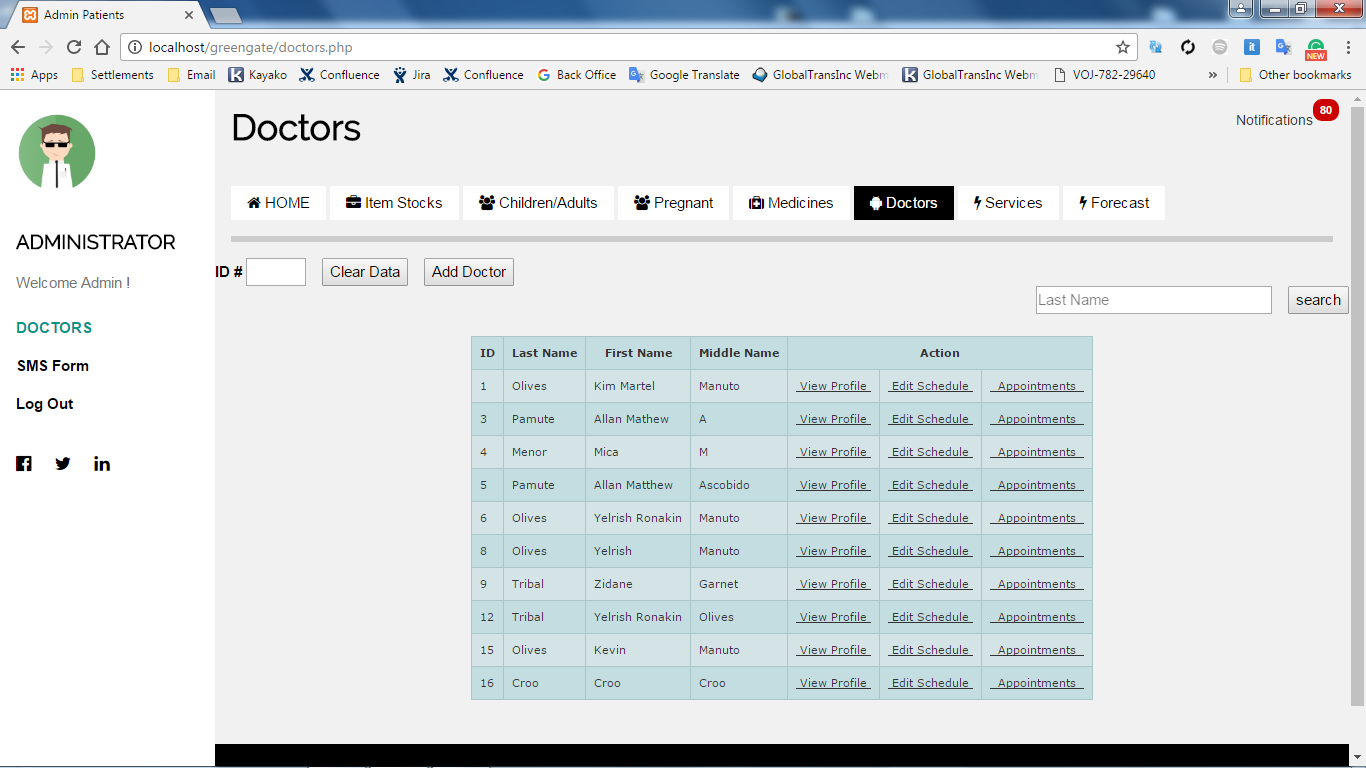 Admin Patients
localhost/greengate/doctors.php
NEW
Apps Settlements Email Kayako Confluence Jira Confluence Back Office Google Translate GlobalTransInc Webm GlobalTransInc Webm VOJ-782-29640 » Other bookmarks
Doctors
Notifications 80
HOME Item Stocks Children/Adults Pregnant Medicines Doctors Services Forecast
ADMINISTRATOR
Welcome Admin !
DOCTORS
SMS Form
Log Out
ID # Clear Data Add Doctor
Last Name search
ID Last Name First Name Middle Name Action
1 Olives Kim Martel Manuto View Profile Edit Schedule Appointments
3 Pamute Allan Mathew A View Profile Edit Schedule Appointments
4 Menor Mica M View Profile Edit Schedule Appointments
5 Pamute Allan Matthew Ascobido View Profile Edit Schedule Appointments
6 Olives Yelrish Ronakin Manuto View Profile Edit Schedule Appointments
8 Olives Yelrish Manuto View Profile Edit Schedule Appointments
9 Tribal Zidane Garnet View Profile Edit Schedule Appointments
12 Tribal Yelrish Ronakin Olives View Profile Edit Schedule Appointments
15 Olives Kevin Manuto View Profile Edit Schedule Appointments
16 Croo Croo Croo View Profile Edit Schedule Appointments